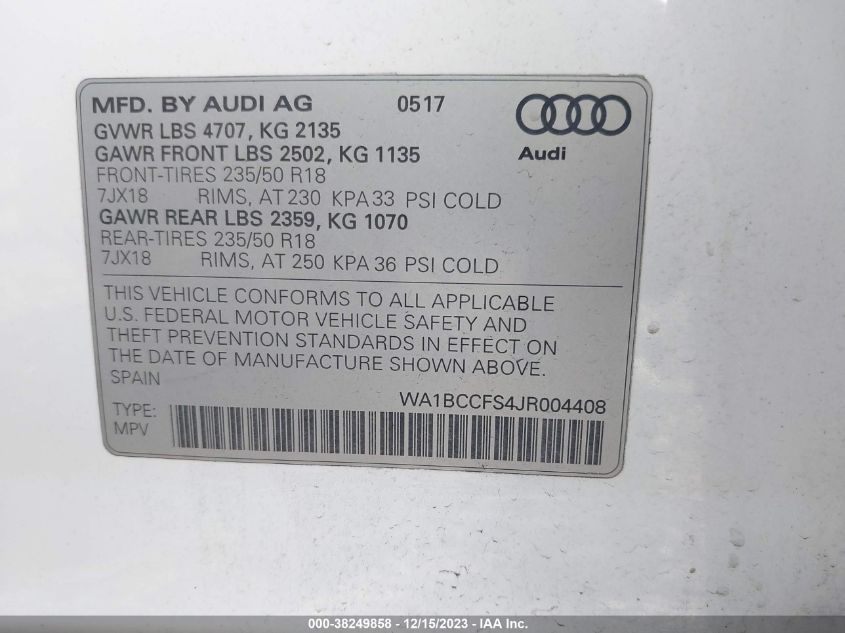 MFD. BY AUDI AG 0517
GVWR LBS 4707, KG 2135
GAWR FRONT LBS 2502, KG 1135
Audi
FRONT-TIRES 235/50 R18
7JX18 RIMS, AT 230 KPA 33 PSI COLD
GAWR REAR LBS 2359, KG 1070
REAR-TIRES 235/50 R18
7JX18 RIMS, AT 250 KPA 36 PSI COLD
THIS VEHICLE CONFORMS TO ALL APPLICABLE
U.S. FEDERAL MOTOR VEHICLE SAFETY AND
THEFT PREVENTION STANDARDS IN EFFECT ON
THE DATE OF MANUFACTURE SHOWN ABOVE.
SPAIN
WA1BCCFS4JR004408
TYPE:
MPV
000-38249858 - 12/15/2023 - IAA Inc.